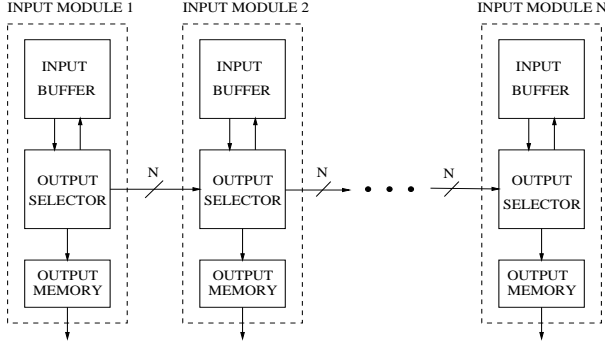 INPUT MODULE 1
INPUT MODULE 2
INPUT MODULE N
INPUT
BUFFER
INPUT
BUFFER
INPUT
BUFFER
OUTPUT
SELECTOR
N
OUTPUT
SELECTOR
N
N
OUTPUT
SELECTOR
OUTPUT
MEMORY
OUTPUT
MEMORY
OUTPUT
MEMORY